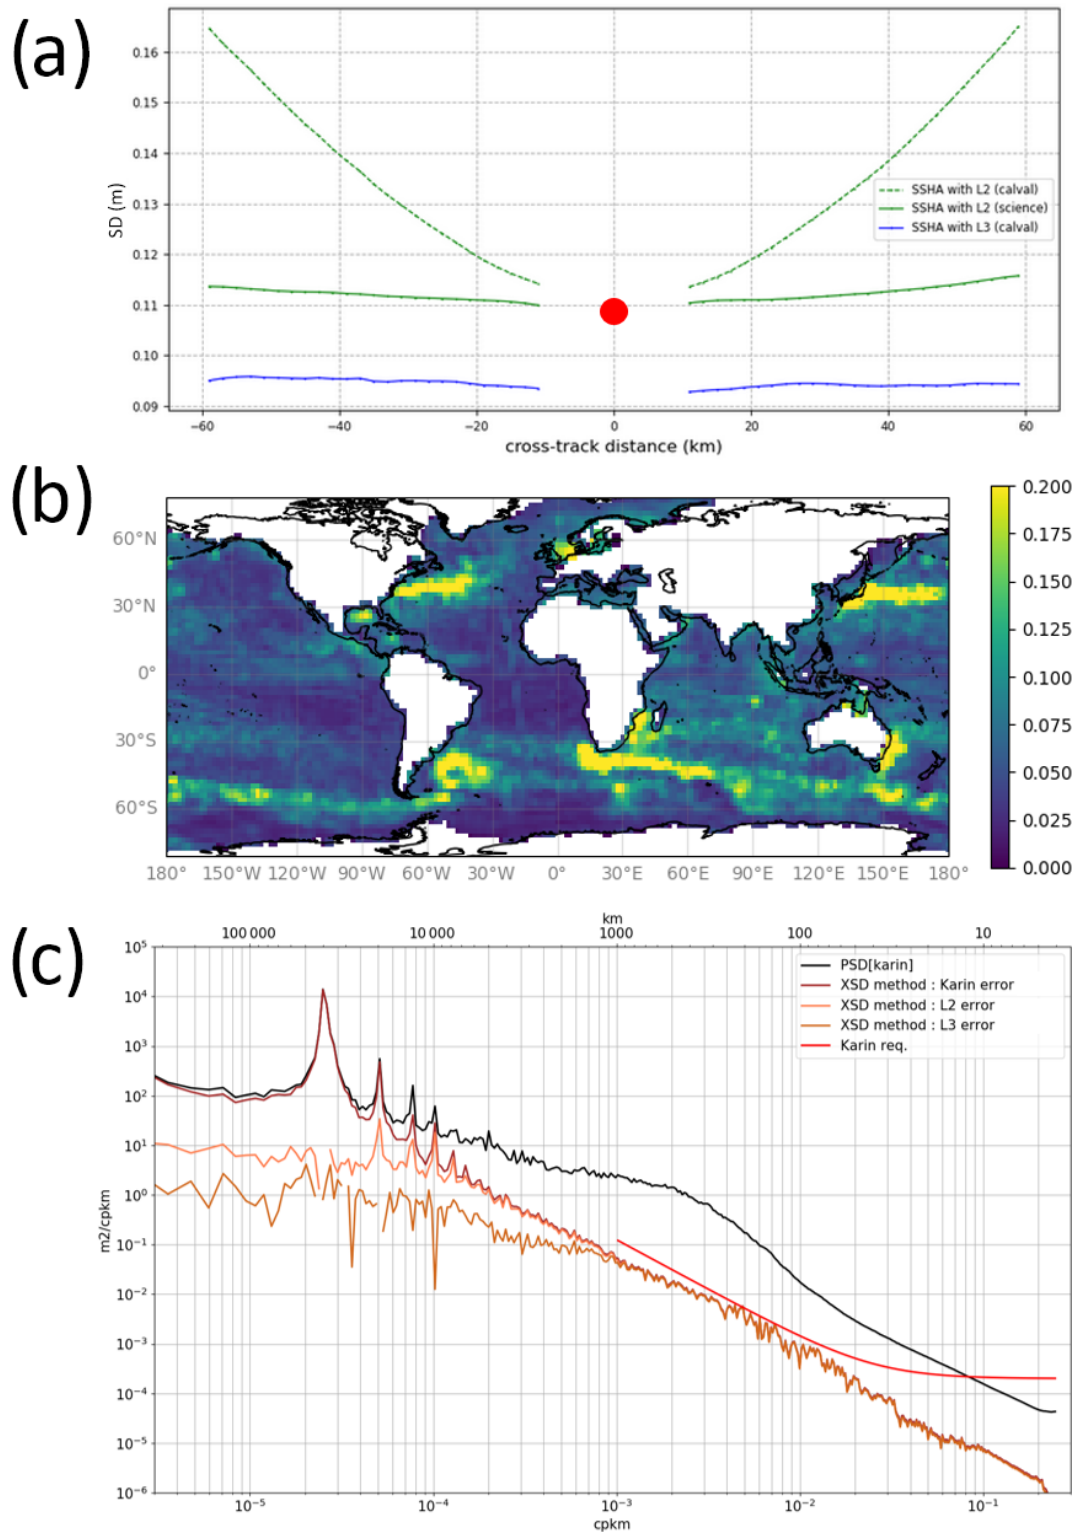 (a)
0.16
0.15
0.14
0.13
0.12
0.11
0.10
0.09
SD (m)
SSHA with L2 (calval)
SSHA with L2 (science)
SSHA with L3 (calval)
−60 −40 −20 0 20 40 60
cross-track distance (km)
(b)
60°N
30°N
0°
30°S
60°S
180 150°W 120°W 90°W 60°W 30°W 0° 30°E 60°E 90°E 120°E 150°E 180°
0.200
0.175
0.150
0.125
0.100
0.075
0.050
0.025
0.000
(c)
km
100 000 10 000 1000 100 10
10⁵
10⁴
10³
10²
10¹
10⁰
10⁻¹
10⁻²
10⁻³
10⁻⁴
10⁻⁵
10⁻⁶
m2/cpkm
PSD[karin]
XSD method : Karin error
XSD method : L2 error
XSD method : L3 error
Karin req.
10⁻⁵ 10⁻⁴ 10⁻³ 10⁻² 10⁻¹
cpkm